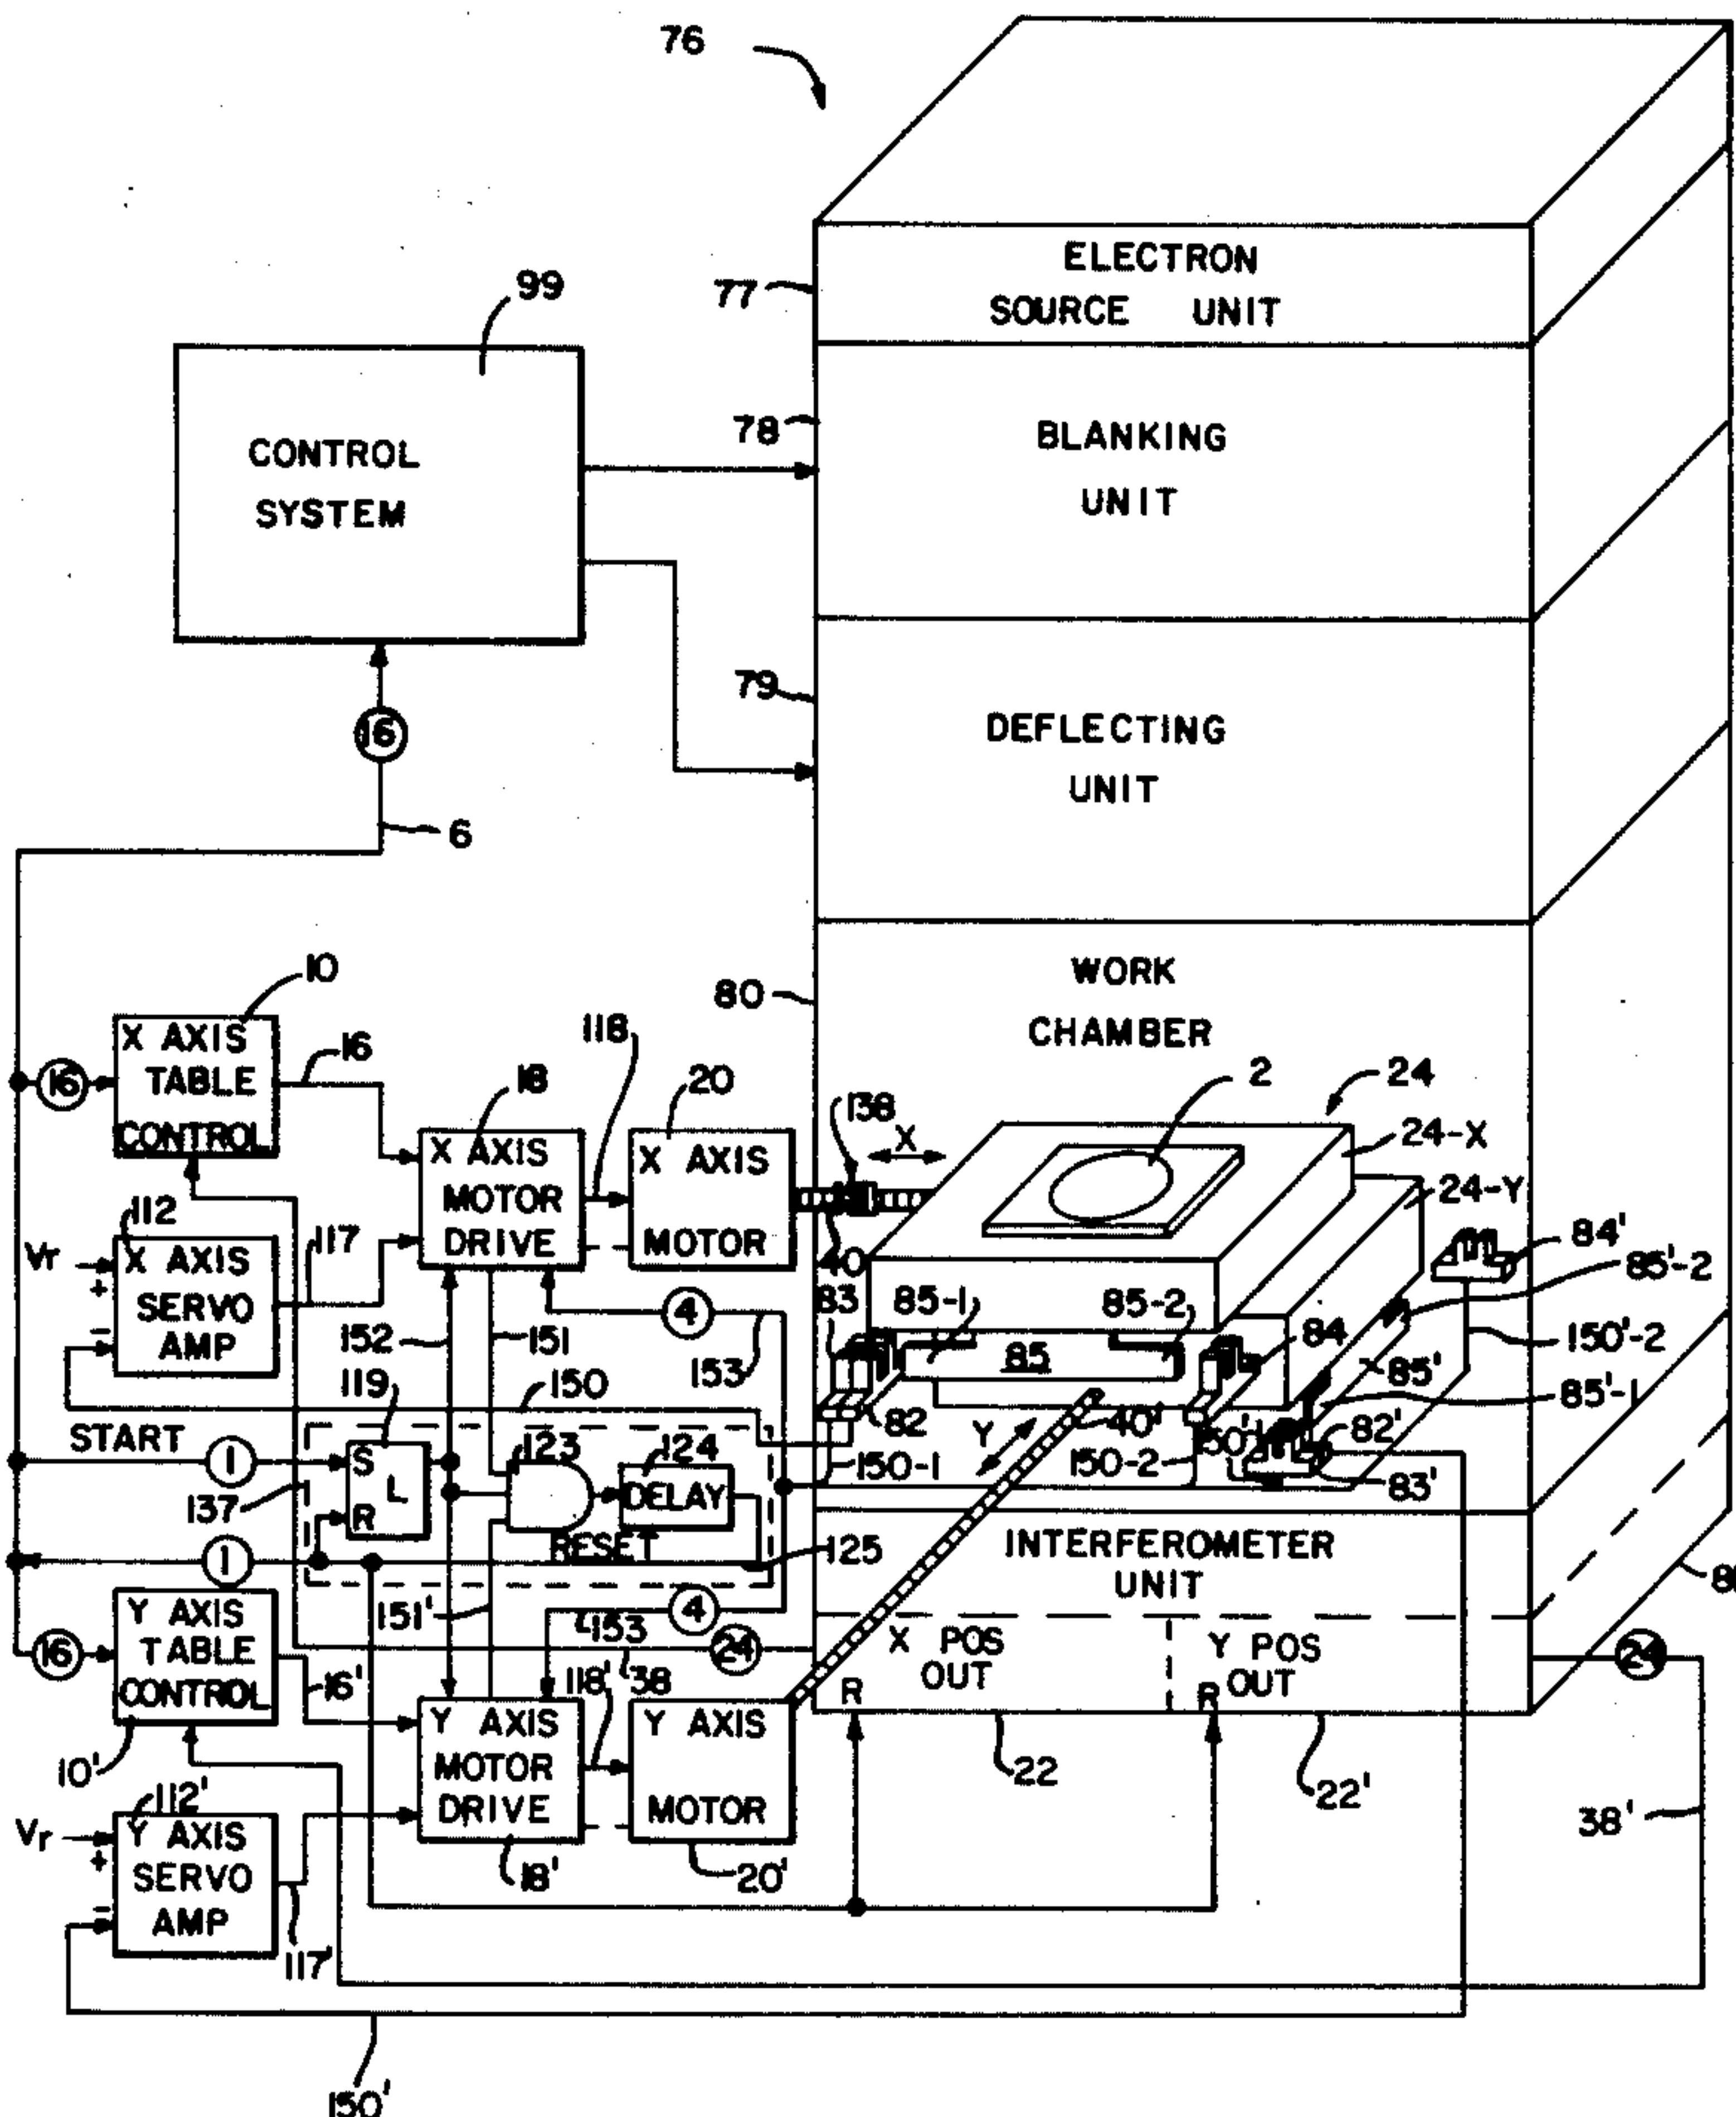 76
ELECTRON
SOURCE UNIT
77
99
CONTROL
SYSTEM
78
BLANKING
UNIT
79
DEFLECTING
UNIT
16
6
WORK
CHAMBER
80
10
X AXIS
TABLE
CONTROL
16
16
118
18
20
X AXIS
MOTOR
DRIVE
X AXIS
MOTOR
138
X
2
24
24-X
24-Y
40
112
Vr
+
-
X AXIS
SERVO
AMP
117
83
85-1
85-2
85
84
84'
85'-2
150'-2
85'
85'-1
152
151
4
153
150
119
82
Y
40'
150-1
150-2
150'-1
82'
83'
START
1
S
L
R
137
123
124
DELAY
RESET
125
1
INTERFEROMETER
UNIT
X POS
OUT
Y POS
OUT
R
R
16
Y AXIS
TABLE
CONTROL
10'
16'
151'
153
4
38
24
24
118'
Y AXIS
MOTOR
DRIVE
18'
Y AXIS
MOTOR
20'
22
22'
38'
112'
Vr
+
-
Y AXIS
SERVO
AMP
117'
150'